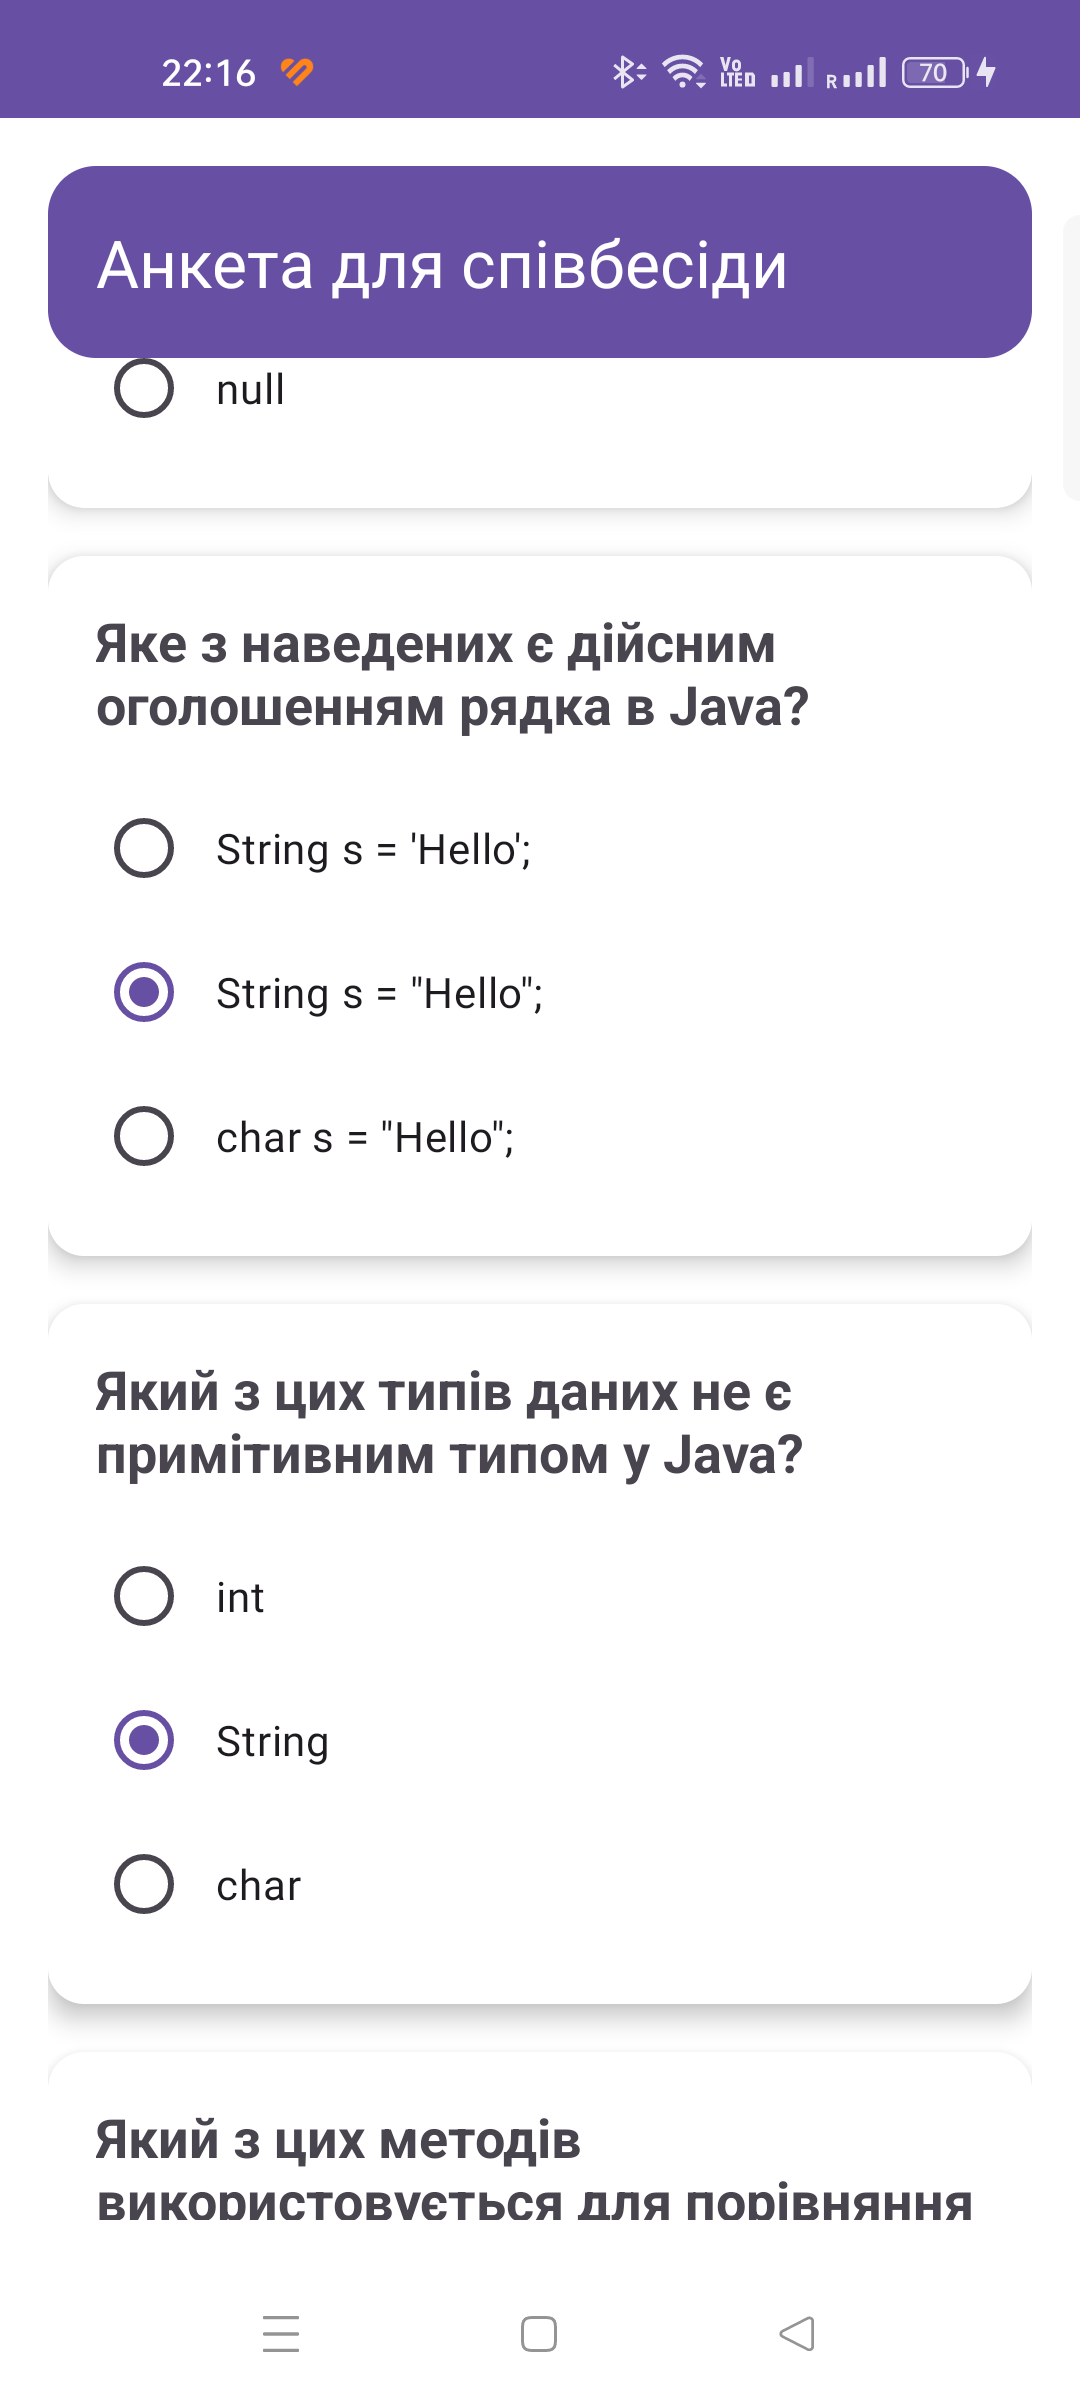 22:16
Vo
LTED
R
70
Анкета для співбесіди
null
Яке з наведених є дійсним
оголошенням рядка в Java?
String s = 'Hello';
String s = "Hello";
char s = "Hello";
Який з цих типів даних не є
примітивним типом у Java?
int
String
char
Який з цих методів
використовується для порівняння